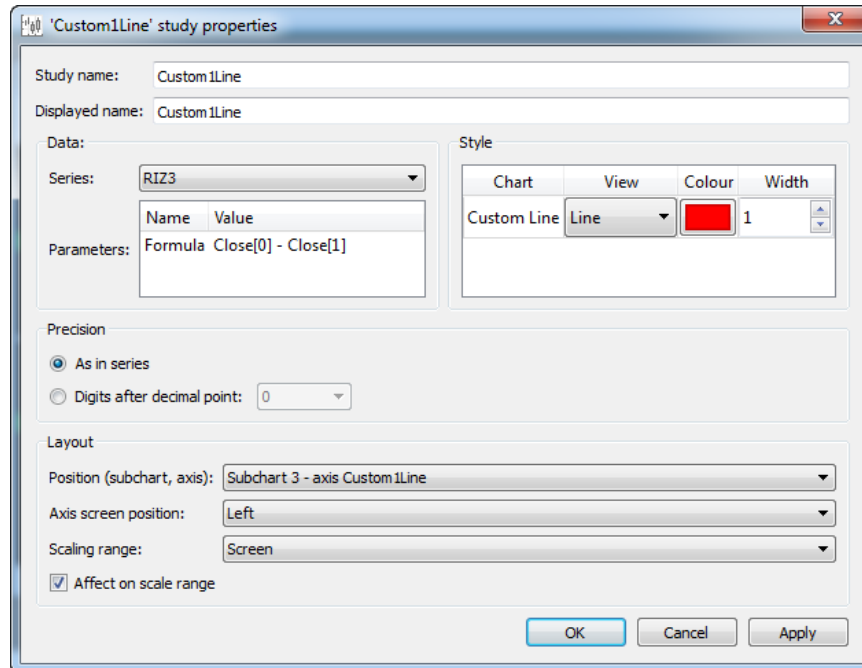 'Custom1Line' study properties
Study name: Custom1Line
Displayed name: Custom1Line
Data:
Series: RIZ3
Parameters:
Name Value
Formula Close[0] - Close[1]
Style
Chart View Colour Width
Custom Line Line 1
Precision
As in series
Digits after decimal point: 0
Layout
Position (subchart, axis): Subchart 3 - axis Custom1Line
Axis screen position: Left
Scaling range: Screen
Affect on scale range
OK Cancel Apply